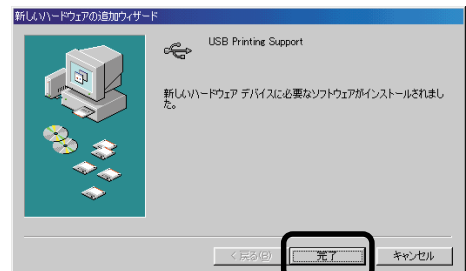 新しいハードウェアの追加ウィザード
USB Printing Support
新しいハードウェア デバイスに必要なソフトウェアがインストールされまし
た。
< 戻る(B)
完了
キャンセル